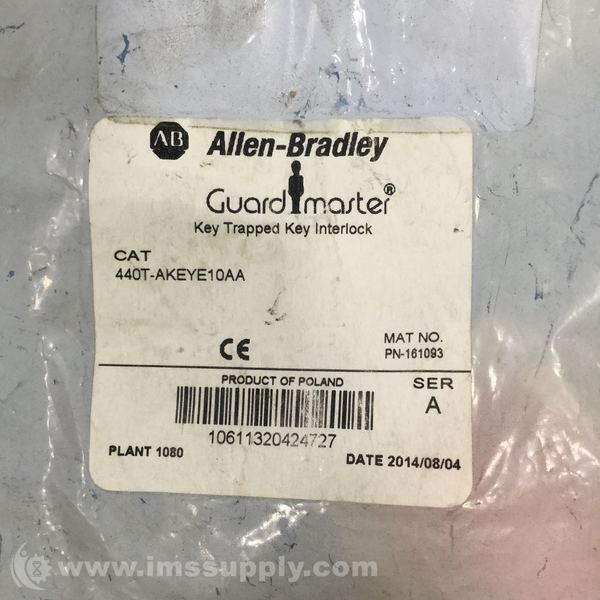 AB Allen-Bradley
Guardmaster®
Key Trapped Key Interlock
CAT
440T-AKEYE10AA
CE
MAT NO.
PN-161093
PRODUCT OF POLAND
SER
A
10611320424727
PLANT 1080
DATE 2014/08/04
www.imssupply.com